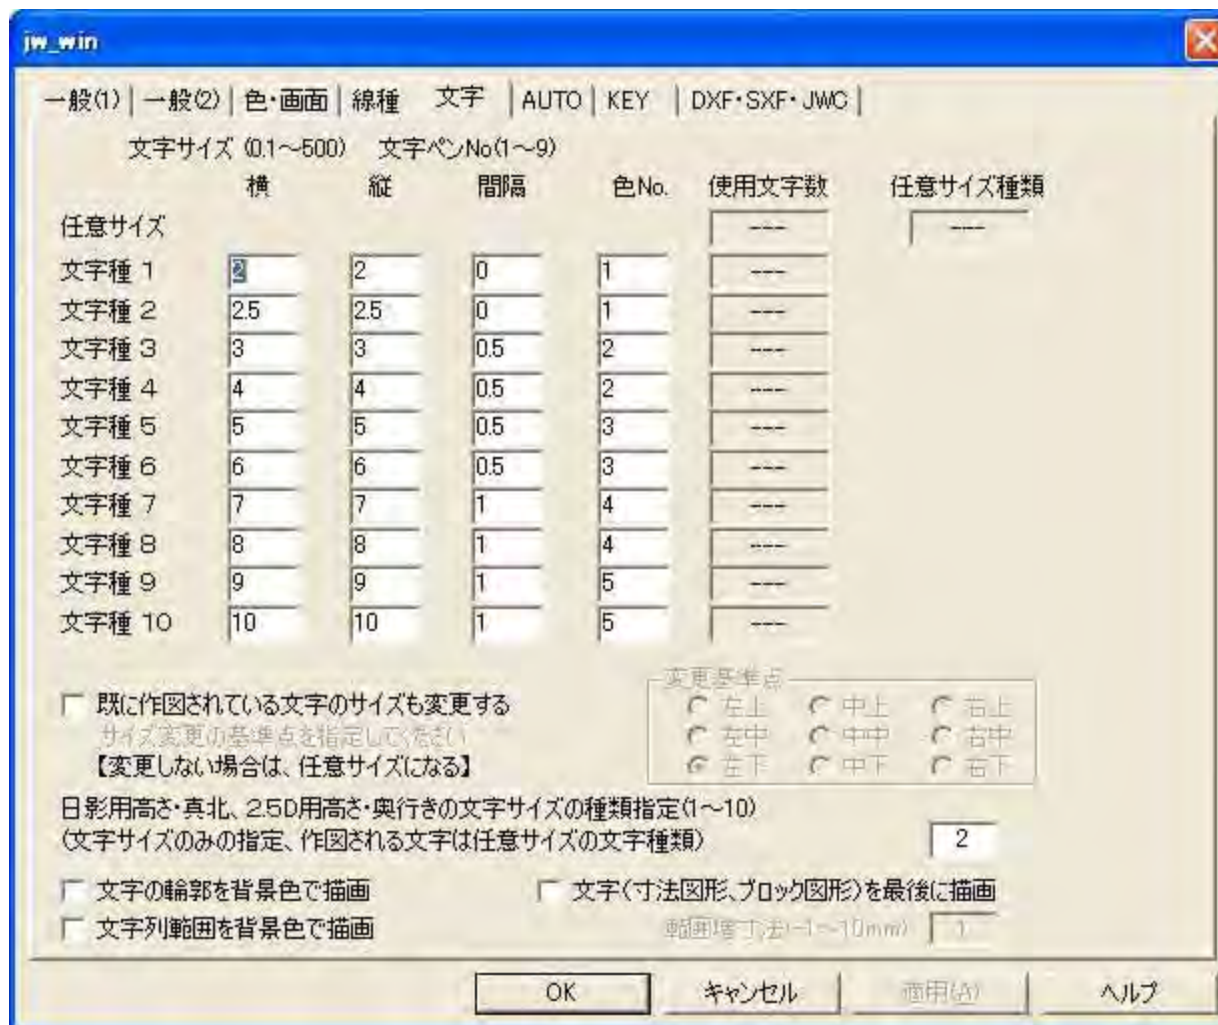 jw_win
一般(1) 一般(2) 色・画面 線種 文字 AUTO KEY DXF・SXF・JWC
文字サイズ (0.1～500) 文字ペンNo(1～9)
横 縦 間隔 色No. 使用文字数 任意サイズ種類
任意サイズ --- ---
文字種 1 2 2 0 1 ---
文字種 2 2.5 2.5 0 1 ---
文字種 3 3 3 0.5 2 ---
文字種 4 4 4 0.5 2 ---
文字種 5 5 5 0.5 3 ---
文字種 6 6 6 0.5 3 ---
文字種 7 7 7 1 4 ---
文字種 8 8 8 1 4 ---
文字種 9 9 9 1 5 ---
文字種 10 10 10 1 5 ---
変更基準点
既に作図されている文字のサイズも変更する 左上 中上 右上
サイズ変更の基準点を指定してください 左中 中中 右中
【変更しない場合は、任意サイズになる】 左下 中下 右下
日影用高さ・真北、2.5D用高さ・奥行きの文字サイズの種類指定(1～10)
(文字サイズのみの指定、作図される文字は任意サイズの文字種類) 2
文字の輪郭を背景色で描画 文字(寸法図形、ブロック図形)を最後に描画
文字列範囲を背景色で描画 範囲増寸法(-1～10mm) 1
OK キャンセル 適用(A) ヘルプ